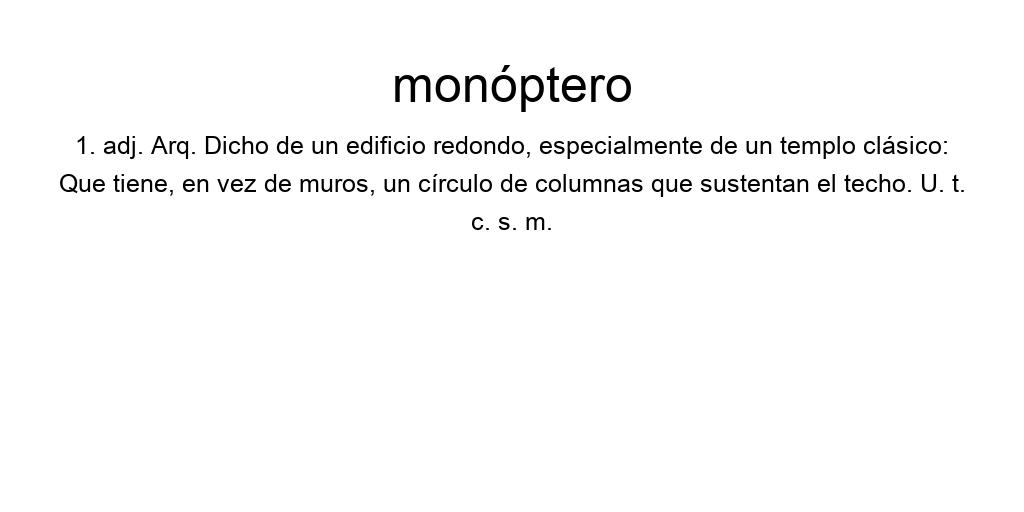 monóptero
1. adj. Arq. Dicho de un edificio redondo, especialmente de un templo clásico:
Que tiene, en vez de muros, un círculo de columnas que sustentan el techo. U. t.
c. s. m.